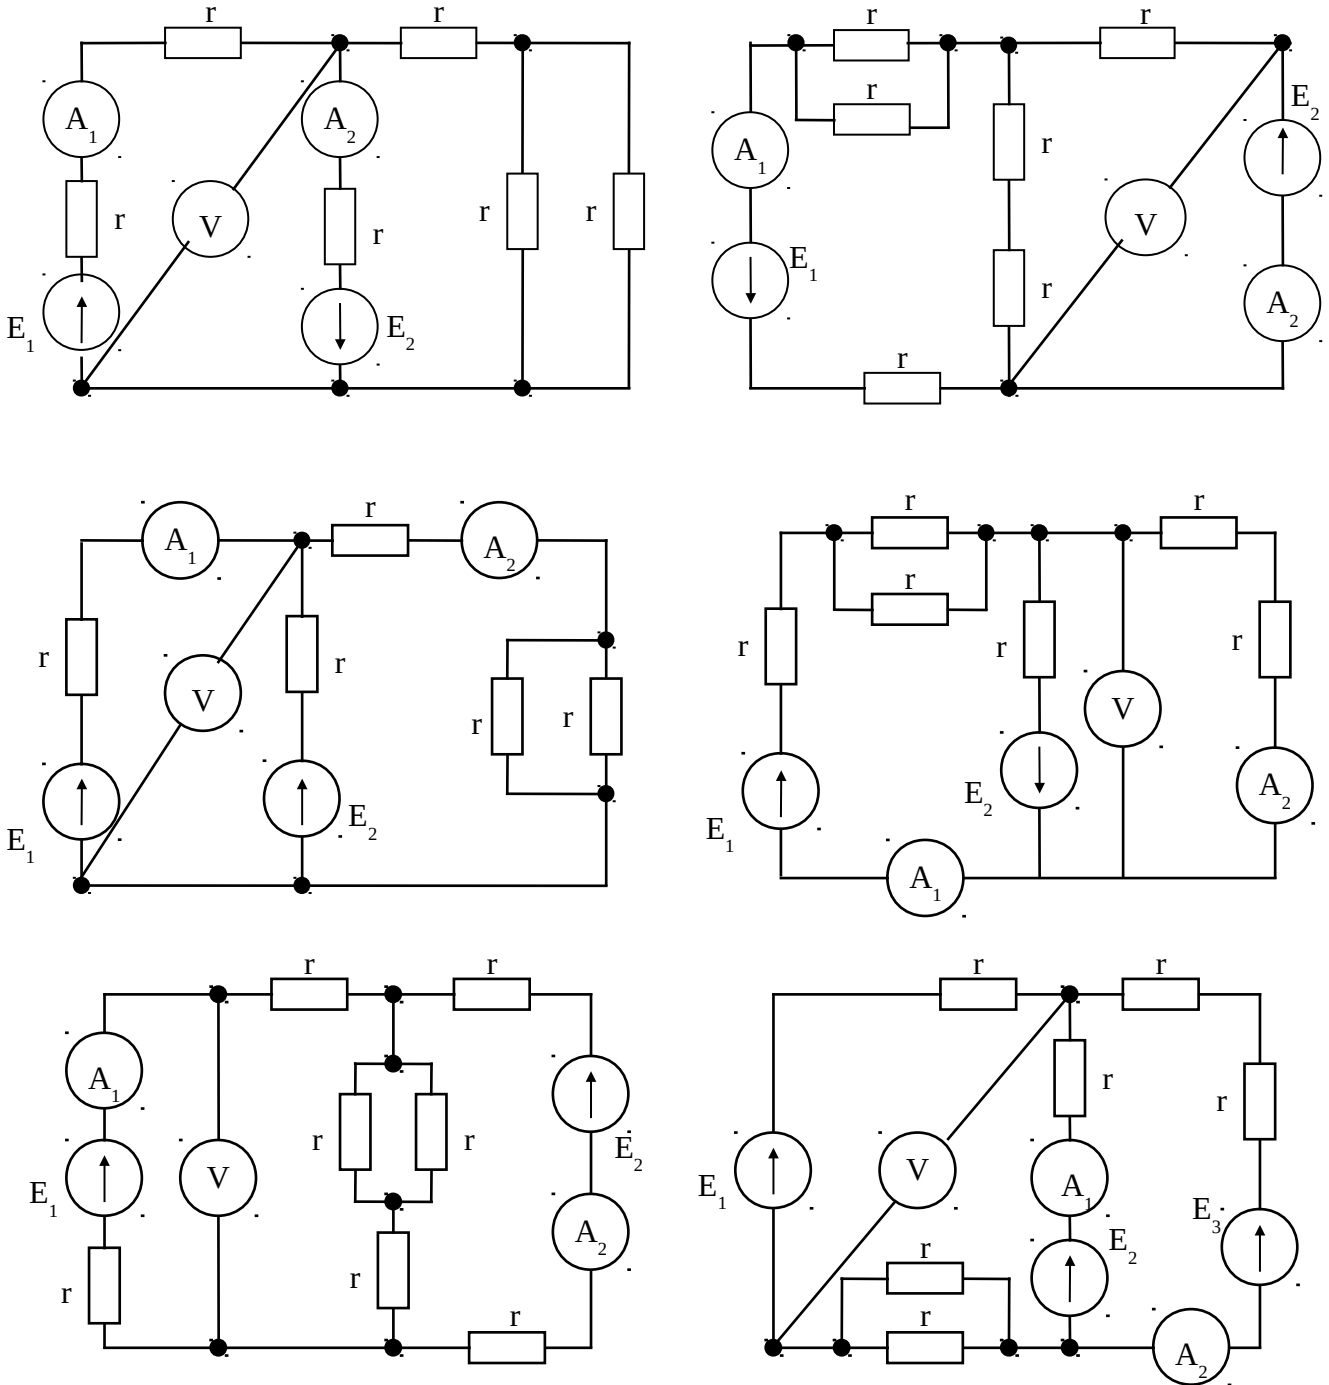 r r
A1 A2
r r r r
V
E1 E2
r r
r
A1 r V E2
E1 r
A2
r
A1 r A2
r r
V r r
E1 E2
r r
r
r r r
V
E1 E2 A2
A1
r r
A1
E1 V r r E2
A2
r r
r
r r
r r
E1 V A1 E3
r E2
r
A2